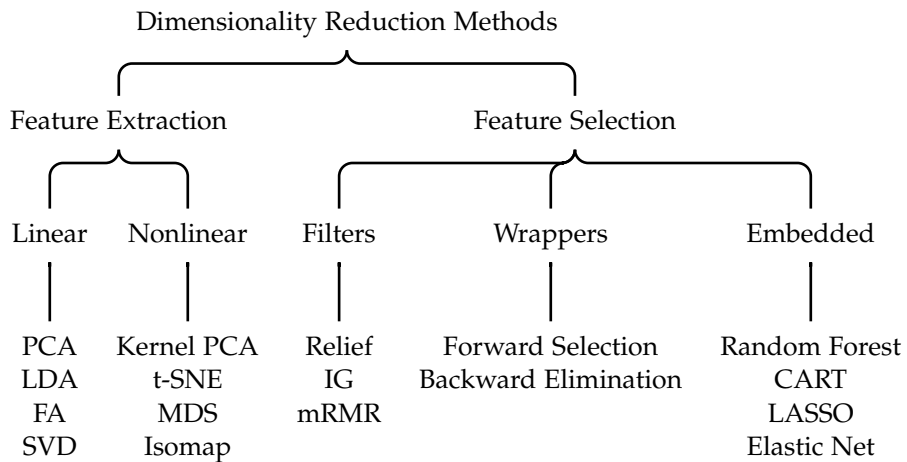 Dimensionality Reduction Methods
Feature Extraction Feature Selection
Linear Nonlinear Filters Wrappers Embedded
PCA Kernel PCA Relief Forward Selection Random Forest
LDA t-SNE IG Backward Elimination CART
FA MDS mRMR LASSO
SVD Isomap Elastic Net